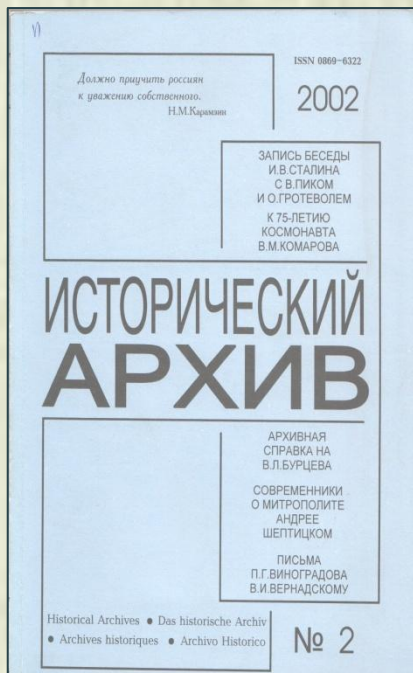 ISSN 0869-6322
Должно приучить россиян
к уважению собственного.
Н.М.Карамзин
2002
ЗАПИСЬ БЕСЕДЫ
И.В.СТАЛИНА
С В.ПИКОМ
И О.ГРОТЕВОЛЕМ
К 75-ЛЕТИЮ
КОСМОНАВТА
В.М.КОМАРОВА
ИСТОРИЧЕСКИЙ
АРХИВ
АРХИВНАЯ
СПРАВКА НА
В.Л.БУРЦЕВА
СОВРЕМЕННИКИ
О МИТРОПОЛИТЕ
АНДРЕЕ
ШЕПТИЦКОМ
ПИСЬМА
П.Г.ВИНОГРАДОВА
В.И.ВЕРНАДСКОМУ
Historical Archives ● Das historische Archiv
● Archives historiques ● Archivo Historico
№ 2